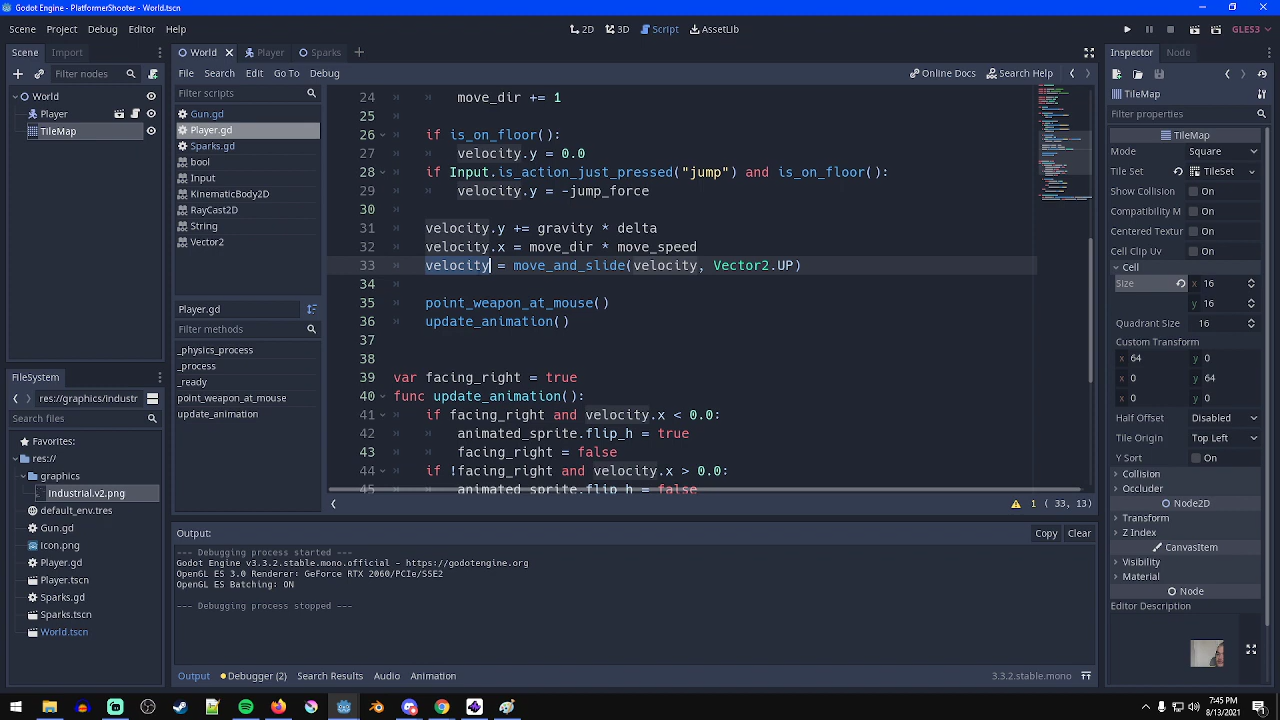 Godot Engine - PlatformerShooter - World.tscn
Scene Project Debug Editor Help
2D 3D Script AssetLib
GLES3
Scene Import
Filter nodes
World
Player
TileMap
FileSystem
res://graphics/industr
Search files
Favorites:
res://
graphics
Industrial.v2.png
default_env.tres
Gun.gd
Icon.png
Player.gd
Player.tscn
Sparks.gd
Sparks.tscn
World.tscn
World Player Sparks
File Search Edit Go To Debug
Online Docs Search Help
Filter scripts
Gun.gd
Player.gd
Sparks.gd
bool
Input
KinematicBody2D
RayCast2D
String
Vector2
Player.gd
Filter methods
_physics_process
_process
_ready
point_weapon_at_mouse
update_animation
24 move_dir += 1
25
26 if is_on_floor():
27 velocity.y = 0.0
28 if Input.is_action_just_pressed("jump") and is_on_floor():
29 velocity.y = -jump_force
30
31 velocity.y += gravity * delta
32 velocity.x = move_dir * move_speed
33 velocity = move_and_slide(velocity, Vector2.UP)
34
35 point_weapon_at_mouse()
36 update_animation()
37
38
39 var facing_right = true
40 func update_animation():
41 if facing_right and velocity.x < 0.0:
42 animated_sprite.flip_h = true
43 facing_right = false
44 if !facing_right and velocity.x > 0.0:
45 animated_sprite.flip_h = false
1 ( 33, 13)
Output:
Copy Clear
--- Debugging process started ---
Godot Engine v3.3.2.stable.mono.official - https://godotengine.org
OpenGL ES 3.0 Renderer: GeForce RTX 2060/PCIe/SSE2
OpenGL ES Batching: ON
--- Debugging process stopped ---
Output Debugger (2) Search Results Audio Animation
3.3.2.stable.mono
Inspector Node
TileMap
Filter properties
TileMap
Mode Square
Tile Set TileSet
Show Collision On
Compatibility M On
Centered Textur On
Cell Clip Uv On
Cell
Size x 16
y 16
Quadrant Size 16
Custom Transform
x 64 y 0
x 0 y 64
x 0 y 0
Half Offset Disabled
Tile Origin Top Left
Y Sort On
Collision
Occluder
Node2D
Transform
Z Index
CanvasItem
Visibility
Material
Node
Editor Description
7:45 PM
8/13/2021